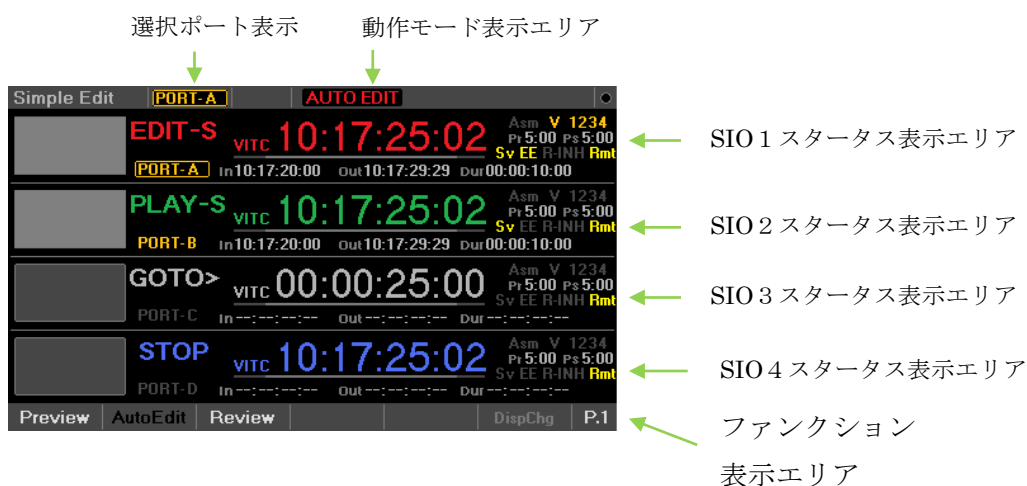 選択ポート表示 動作モード表示エリア
Simple Edit PORT-A AUTO EDIT
EDIT-S VITC 10:17:25:02 Asm V 1234
Pr 5:00 Ps 5:00
Sv EE R-INH Rmt
PORT-A In 10:17:20:00 Out 10:17:29:29 Dur 00:00:10:00
SIO１スタータス表示エリア
PLAY-S VITC 10:17:25:02 Asm V 1234
Pr 5:00 Ps 5:00
Sv EE R-INH Rmt
PORT-B In 10:17:20:00 Out 10:17:29:29 Dur 00:00:10:00
SIO２スタータス表示エリア
GOTO> VITC 00:00:25:00 Asm V 1234
Pr 5:00 Ps 5:00
Sv EE R-INH Rmt
PORT-C In --:--:--:-- Out --:--:--:-- Dur --:--:--:--
SIO３スタータス表示エリア
STOP VITC 10:17:25:02 Asm V 1234
Pr 5:00 Ps 5:00
Sv EE R-INH Rmt
PORT-D In --:--:--:-- Out --:--:--:-- Dur --:--:--:--
SIO４スタータス表示エリア
Preview AutoEdit Review DispChg P.1
ファンクション
表示エリア